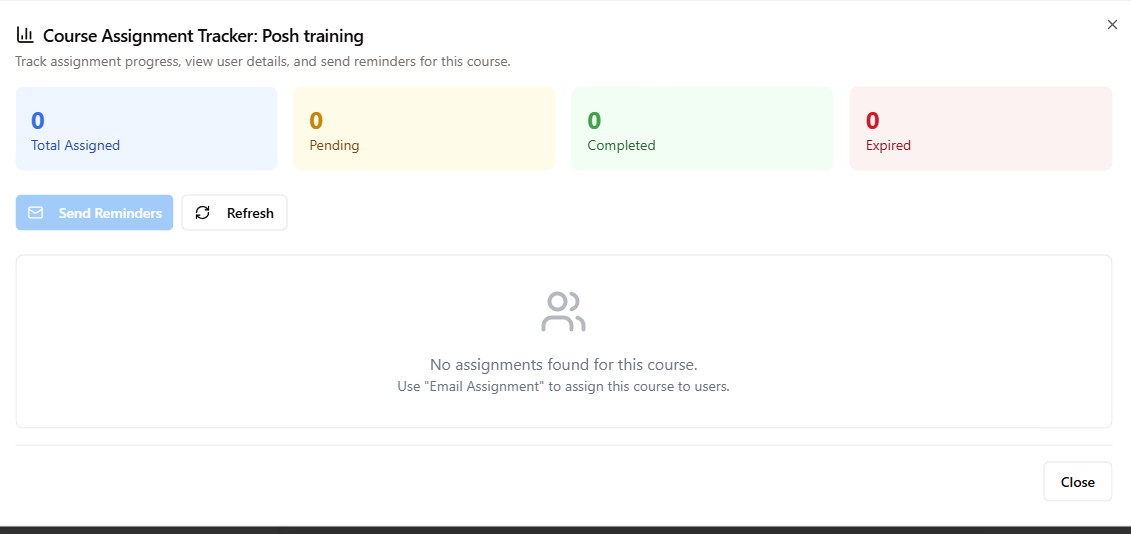 Course Assignment Tracker: Posh training
Track assignment progress, view user details, and send reminders for this course.
0
Total Assigned
0
Pending
0
Completed
0
Expired
Send Reminders
Refresh
No assignments found for this course.
Use "Email Assignment" to assign this course to users.
Close